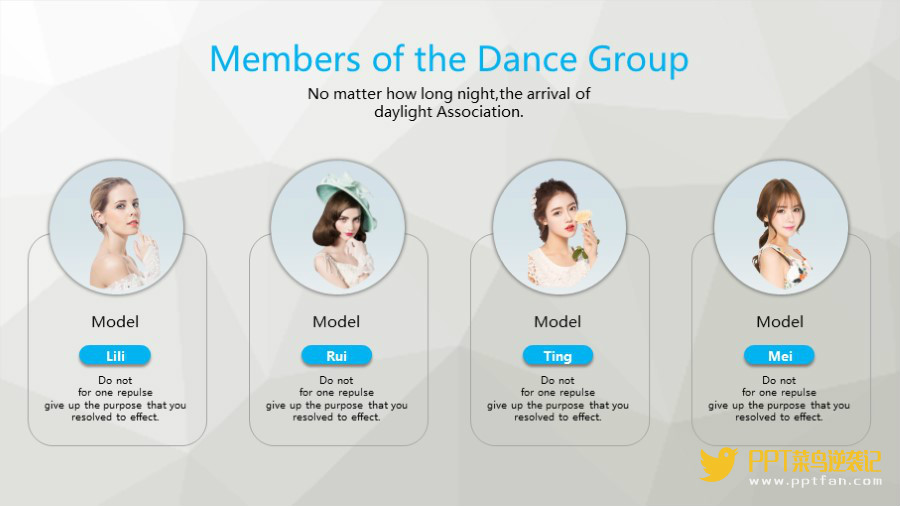 Members of the Dance Group
No matter how long night,the arrival of
daylight Association.
Model
Lili
Do not
for one repulse
give up the purpose that you
resolved to effect.
Model
Rui
Do not
for one repulse
give up the purpose that you
resolved to effect.
Model
Ting
Do not
for one repulse
give up the purpose that you
resolved to effect.
Model
Mei
Do not
for one repulse
give up the purpose that you
resolved to effect.
PPT菜鸟逆袭记
www.pptfan.com